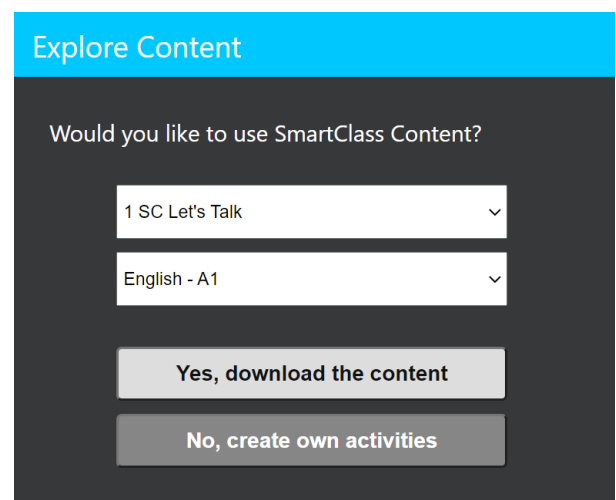 Explore Content
Would you like to use SmartClass Content?
1 SC Let's Talk
English - A1
Yes, download the content
No, create own activities